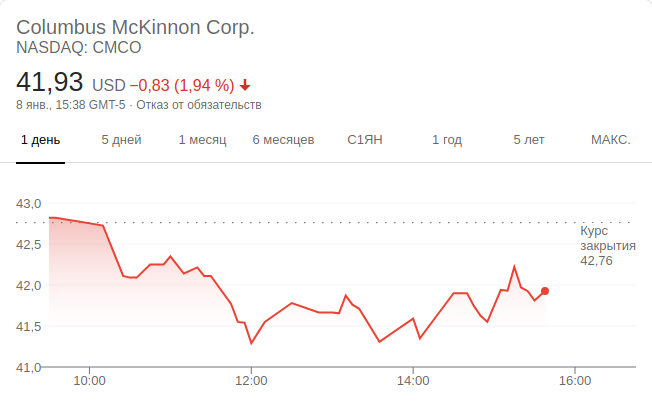 Columbus McKinnon Corp.
NASDAQ: CMCO
41,93 USD −0,83 (1,94 %)
8 янв., 15:38 GMT-5 · Отказ от обязательств
1 день 5 дней 1 месяц 6 месяцев С1ЯН 1 год 5 лет МАКС.
43,0
42,5
42,0
41,5
41,0
Курс
закрытия
42,76
10:00 12:00 14:00 16:00